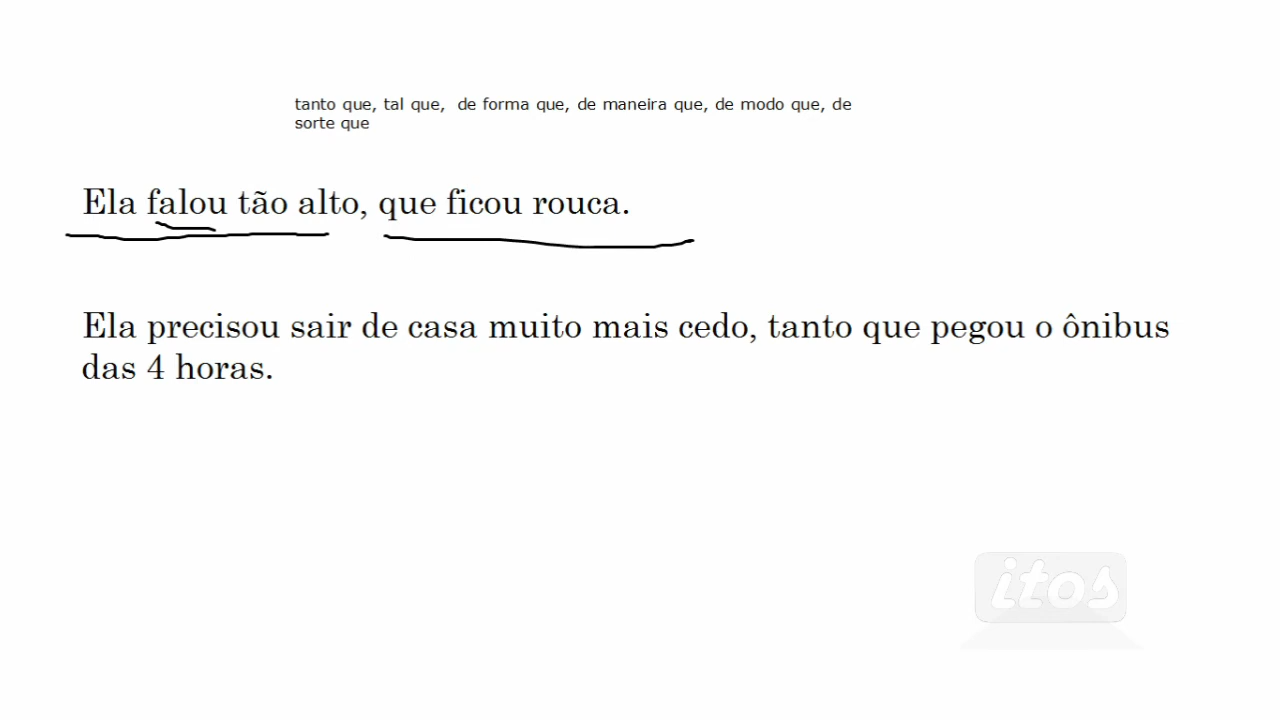 tanto que, tal que, de forma que, de maneira que, de modo que, de
sorte que
Ela falou tão alto, que ficou rouca.
Ela precisou sair de casa muito mais cedo, tanto que pegou o ônibus
das 4 horas.
itos